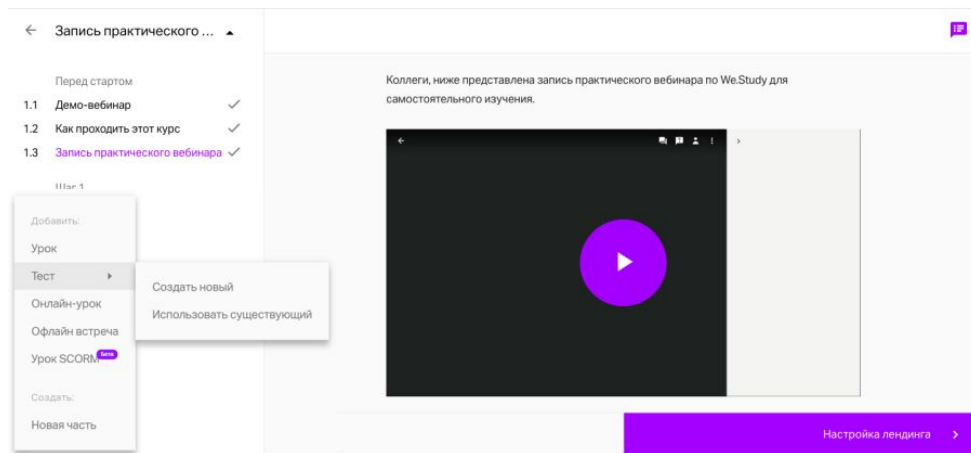 Запись практического ...
Перед стартом
1.1 Демо-вебинар
1.2 Как проходить этот курс
1.3 Запись практического вебинара
Шаг 1
Добавить:
Урок
Тест
Онлайн-урок
Офлайн встреча
Урок SCORM Бета
Создать:
Новая часть
Создать новый
Использовать существующий
Коллеги, ниже представлена запись практического вебинара по We.Study для
самостоятельного изучения.
Настройка лендинга